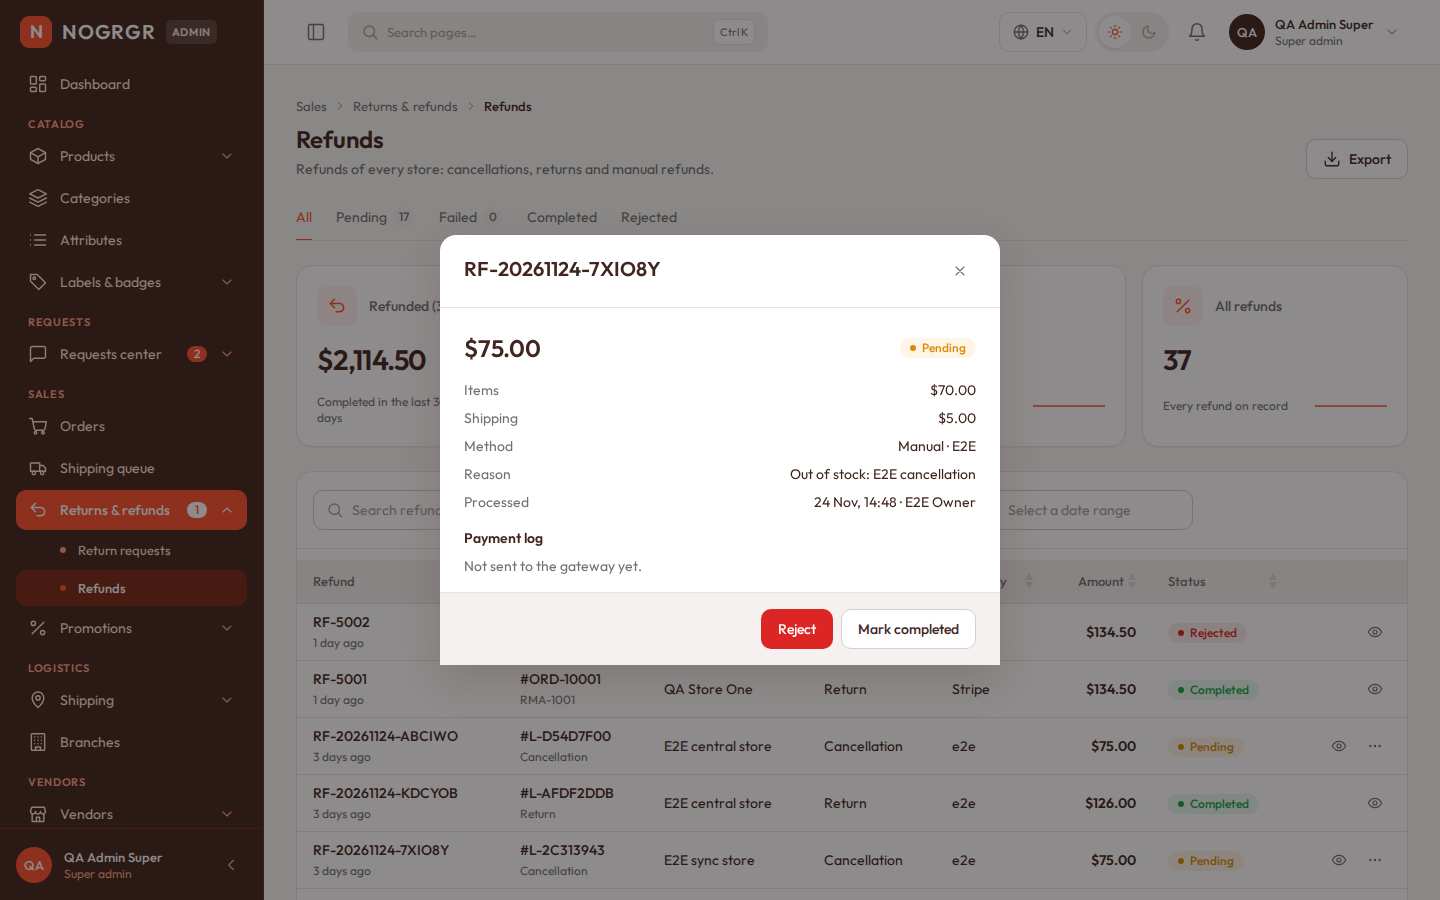 N NOGRGR ADMIN
Search pages... Ctrl K
EN
QA QA Admin Super
Super admin
Dashboard
CATALOG
Products
Categories
Attributes
Labels & badges
REQUESTS
Requests center 2
SALES
Orders
Shipping queue
Returns & refunds 1
Return requests
Refunds
Promotions
LOGISTICS
Shipping
Branches
VENDORS
Vendors
QA QA Admin Super
Super admin
Sales > Returns & refunds > Refunds
Refunds
Refunds of every store: cancellations, returns and manual refunds.
Export
All Pending 17 Failed 0 Completed Rejected
Refunded
$2,114.50
Completed in the last
days
All refunds
37
Every refund on record
RF-20261124-7XIO8Y
$75.00 Pending
Items $70.00
Shipping $5.00
Method Manual · E2E
Reason Out of stock: E2E cancellation
Processed 24 Nov, 14:48 · E2E Owner
Payment log
Not sent to the gateway yet.
Reject Mark completed
Search
Select a date range
Refund Amount Status
RF-5002 $134.50 Rejected
1 day ago
RF-5001 #ORD-10001 QA Store One Return Stripe $134.50 Completed
1 day ago RMA-1001
RF-20261124-ABCIWO #L-D54D7F00 E2E central store Cancellation e2e $75.00 Pending
3 days ago Cancellation
RF-20261124-KDCYOB #L-AFDF2DDB E2E central store Return e2e $126.00 Completed
3 days ago Return
RF-20261124-7XIO8Y #L-2C313943 E2E sync store Cancellation e2e $75.00 Pending
3 days ago Cancellation